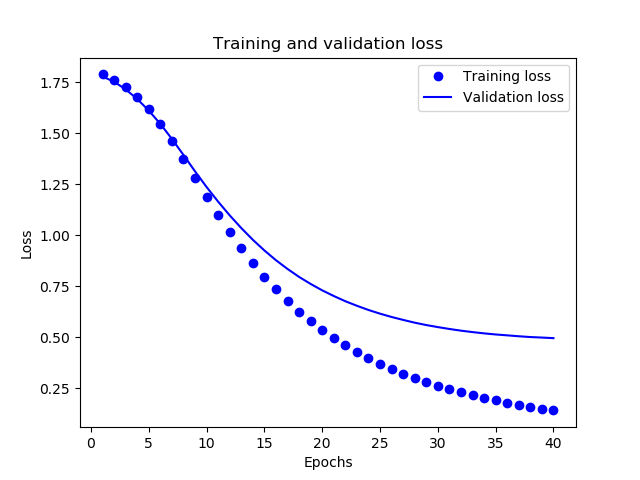 Training and validation loss
Training loss
Validation loss
1.75
1.50
1.25
1.00
0.75
0.50
0.25
Loss
0 5 10 15 20 25 30 35 40
Epochs